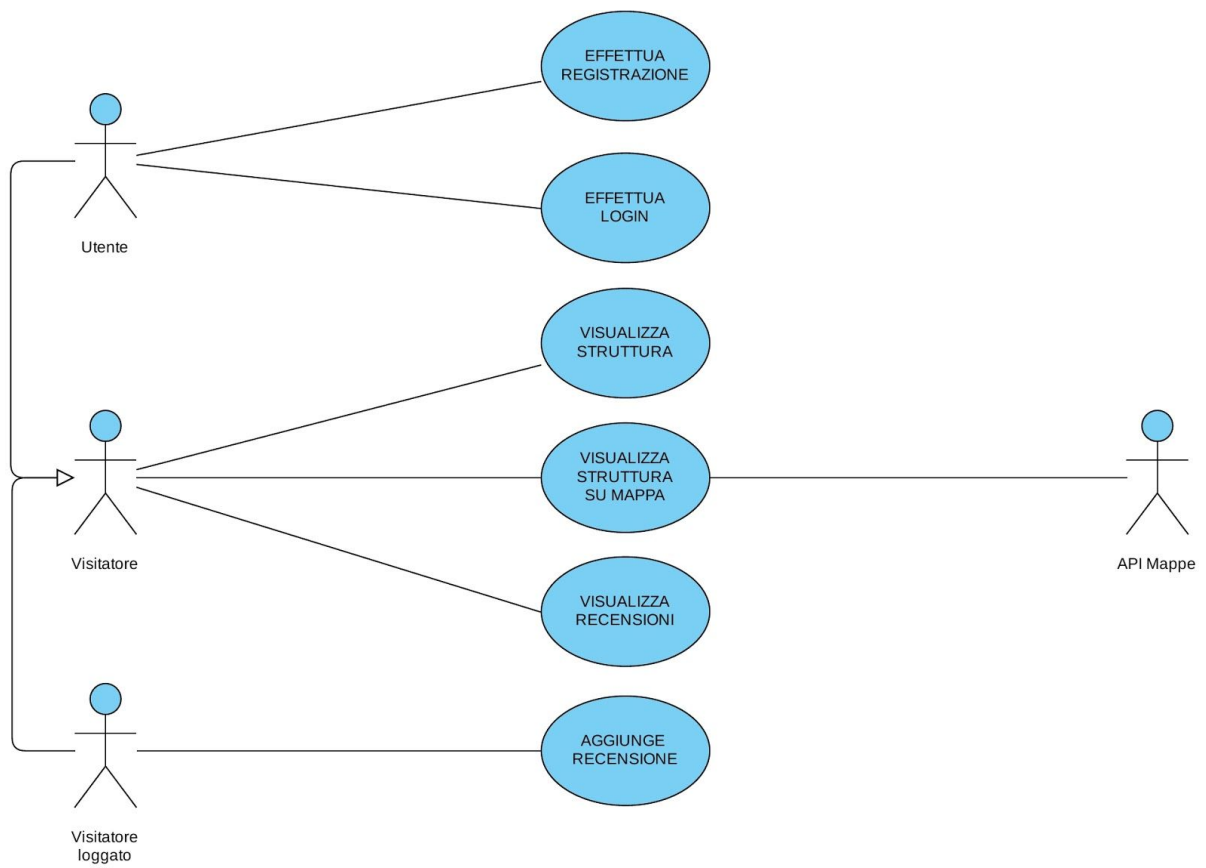 EFFETTUA
REGISTRAZIONE
EFFETTUA
LOGIN
Utente
VISUALIZZA
STRUTTURA
VISUALIZZA
STRUTTURA
SU MAPPA
Visitatore
API Mappe
VISUALIZZA
RECENSIONI
AGGIUNGE
RECENSIONE
Visitatore
loggato